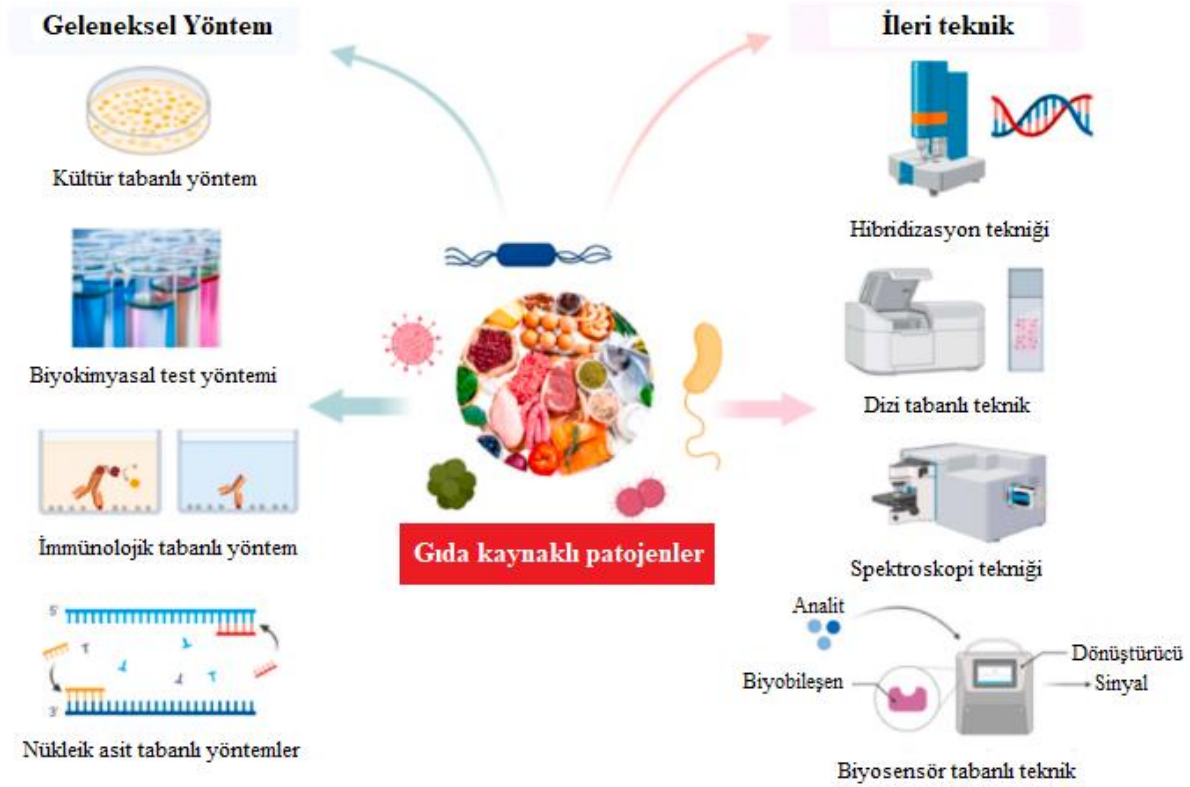 Geleneksel Yöntem
Kültür tabanlı yöntem
Biyokimyasal test yöntemi
İmmünolojik tabanlı yöntem
5'
3'
Nükleik asit tabanlı yöntemler
Gıda kaynaklı patojenler
İleri teknik
Hibridizasyon tekniği
Dizi tabanlı teknik
Spektroskopi tekniği
Analit
Biyobileşen
Dönüştürücü
Sinyal
Biyosensör tabanlı teknik